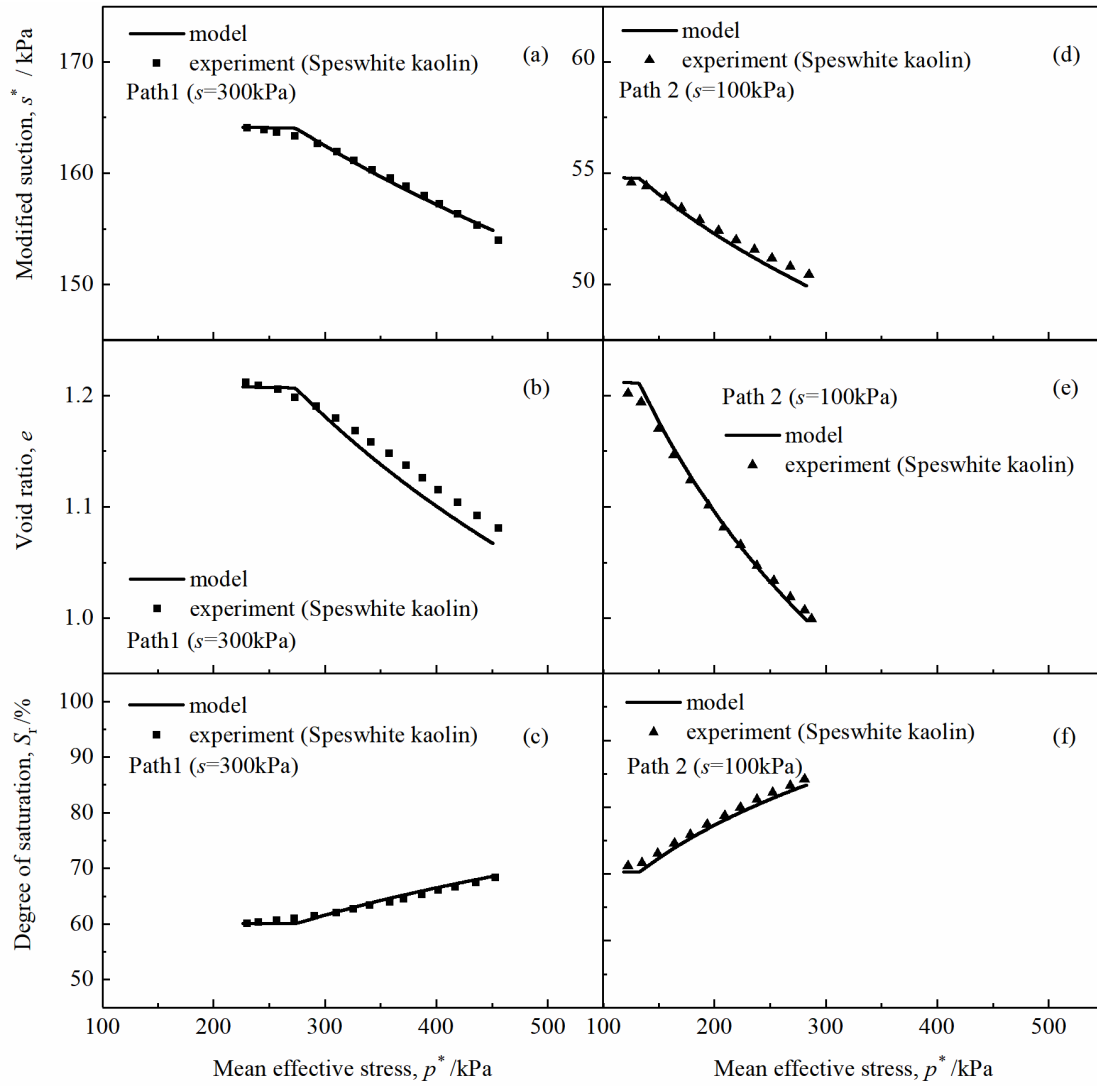 model
experiment (Speswhite kaolin)
Path1 (s=300kPa)
(a)
170
160
150
Modified suction, s* / kPa
model
experiment (Speswhite kaolin)
Path 2 (s=100kPa)
(d)
60
55
50
(b)
1.2
1.1
1.0
Void ratio, e
model
experiment (Speswhite kaolin)
Path1 (s=300kPa)
(e)
Path 2 (s=100kPa)
model
experiment (Speswhite kaolin)
model
experiment (Speswhite kaolin)
Path1 (s=300kPa)
(c)
100
90
80
70
60
50
Degree of saturation, Sr /%
model
experiment (Speswhite kaolin)
Path 2 (s=100kPa)
(f)
100 200 300 400 500
100 200 300 400 500
Mean effective stress, p* /kPa
Mean effective stress, p* /kPa